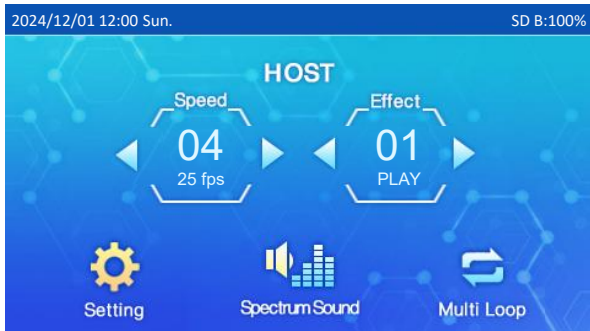 2024/12/01 12:00 Sun. SD B:100%
HOST
Speed Effect
04 01
25 fps PLAY
Setting Spectrum Sound Multi Loop